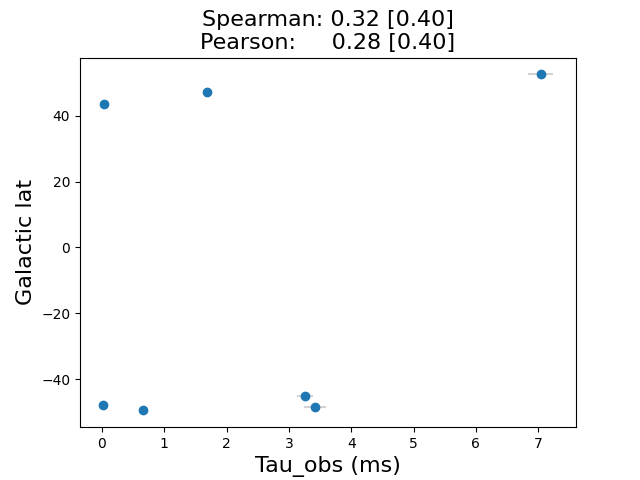 Spearman: 0.32 [0.40]
Pearson: 0.28 [0.40]
40
20
0
−20
−40
Galactic lat
0 1 2 3 4 5 6 7
Tau_obs (ms)